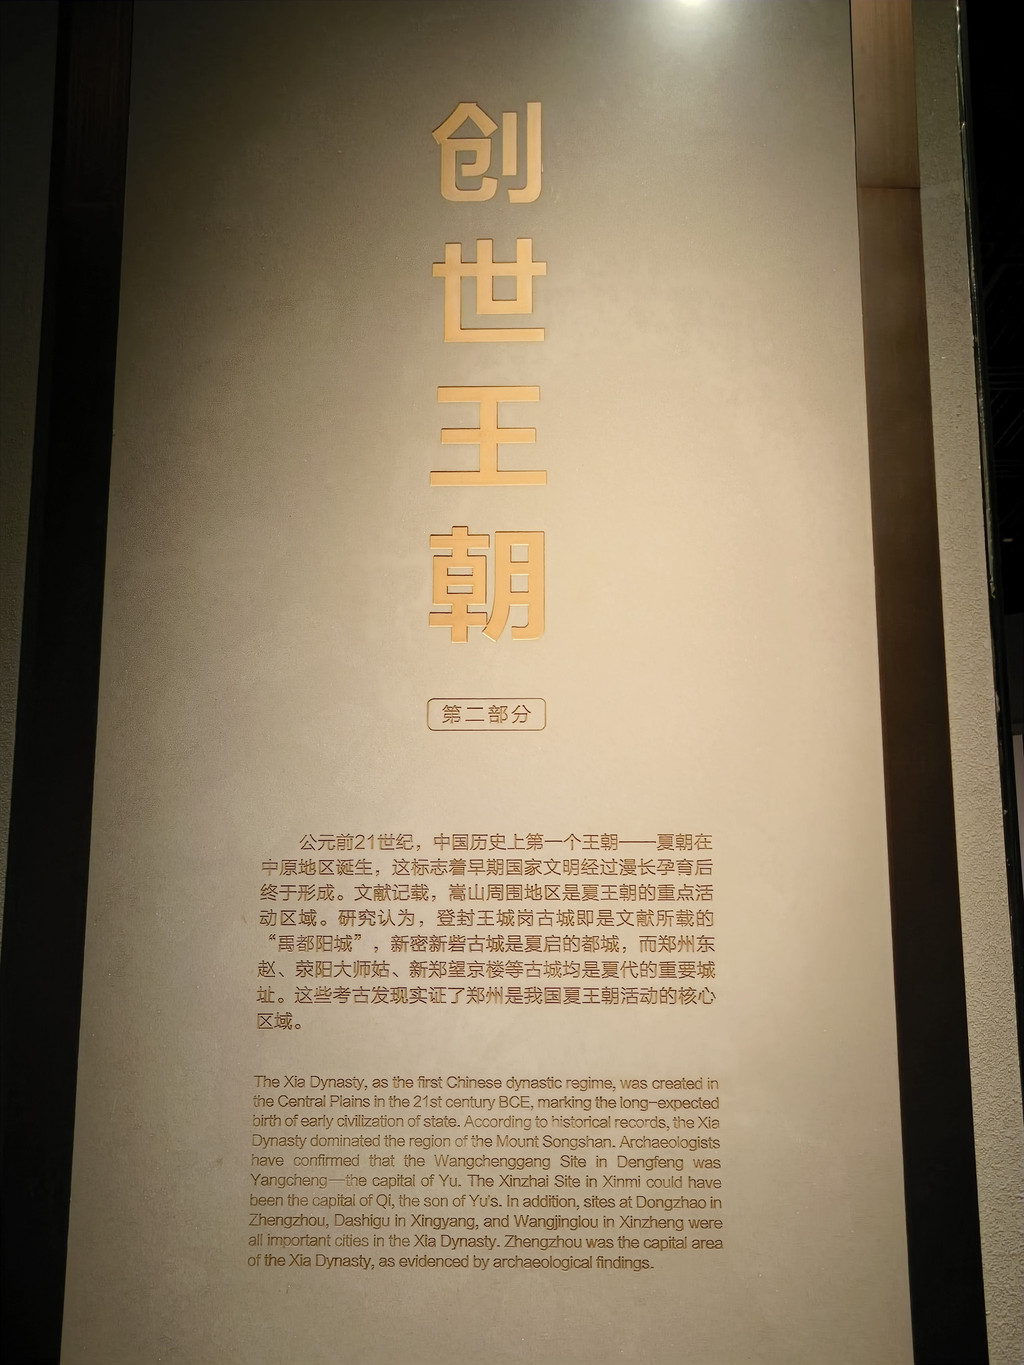 创世王朝
第二部分
公元前21世纪，中国历史上第一个王朝——夏朝在
中原地区诞生，这标志着早期国家文明经过漫长孕育后
终于形成。文献记载，嵩山周围地区是夏王朝的重点活
动区域。研究认为，登封王城岗古城即是文献所载的
“禹都阳城”，新密新砦古城是夏启的都城，而郑州东
赵、荥阳大师姑、新郑望京楼等古城均是夏代的重要城
址。这些考古发现实证了郑州是我国夏王朝活动的核心
区域。
The Xia Dynasty, as the first Chinese dynastic regime, was created in
the Central Plains in the 21st century BCE, marking the long-expected
birth of early civilization of state. According to historical records, the Xia
Dynasty dominated the region of the Mount Songshan. Archaeologists
have confirmed that the Wangchenggang Site in Dengfeng was
Yangcheng—the capital of Yu. The Xinzhai Site in Xinmi could have
been the capital of Qi, the son of Yu's. In addition, sites at Dongzhao in
Zhengzhou, Dashigu in Xingyang, and Wangjinglou in Xinzheng were
all important cities in the Xia Dynasty. Zhengzhou was the capital area
of the Xia Dynasty, as evidenced by archaeological findings.